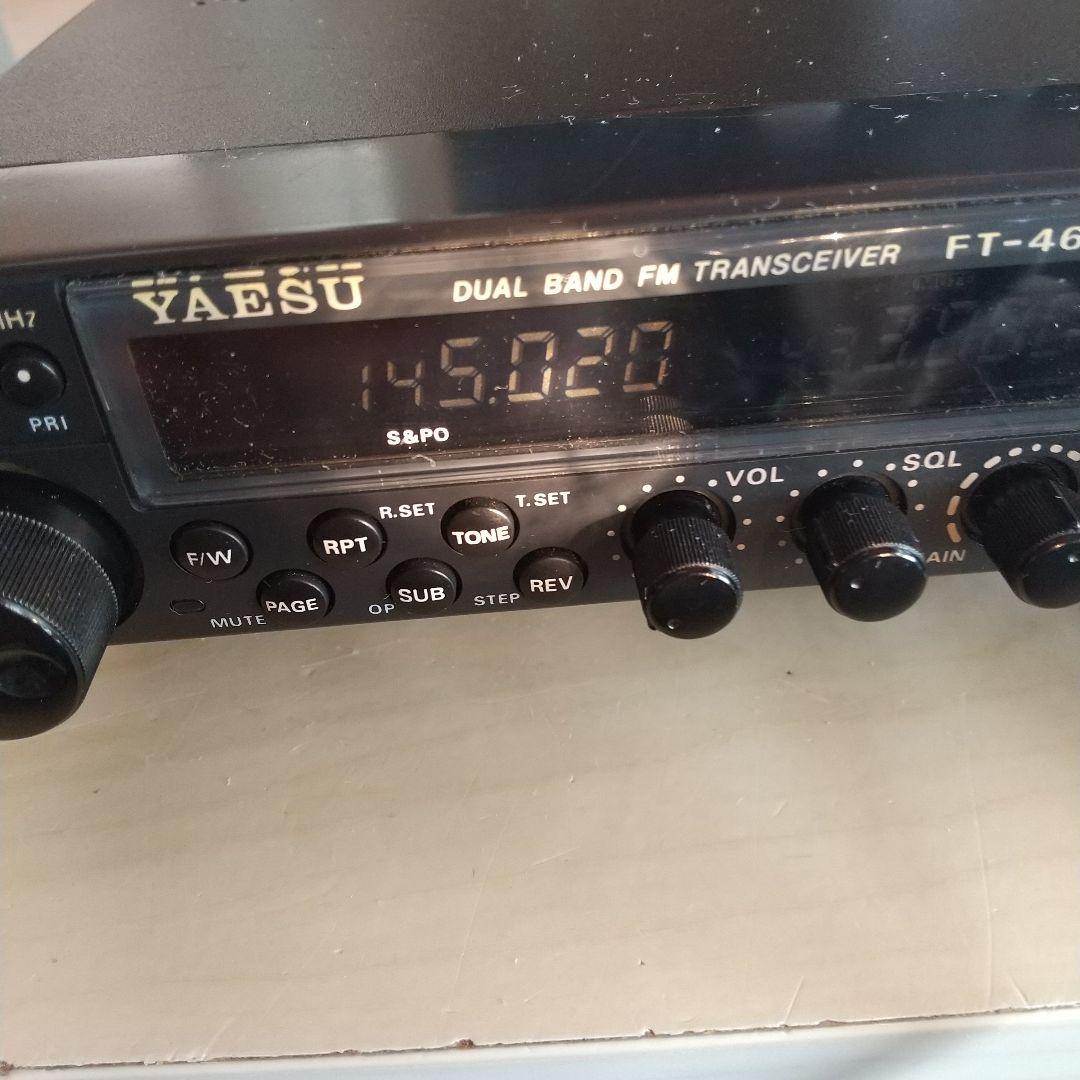 YAESU
DUAL BAND FM TRANSCEIVER
FT-46
145.020
S&PO
PRI
VOL
SQL
R.SET
T.SET
F/W
RPT
TONE
MUTE
PAGE
OP
SUB
STEP
REV